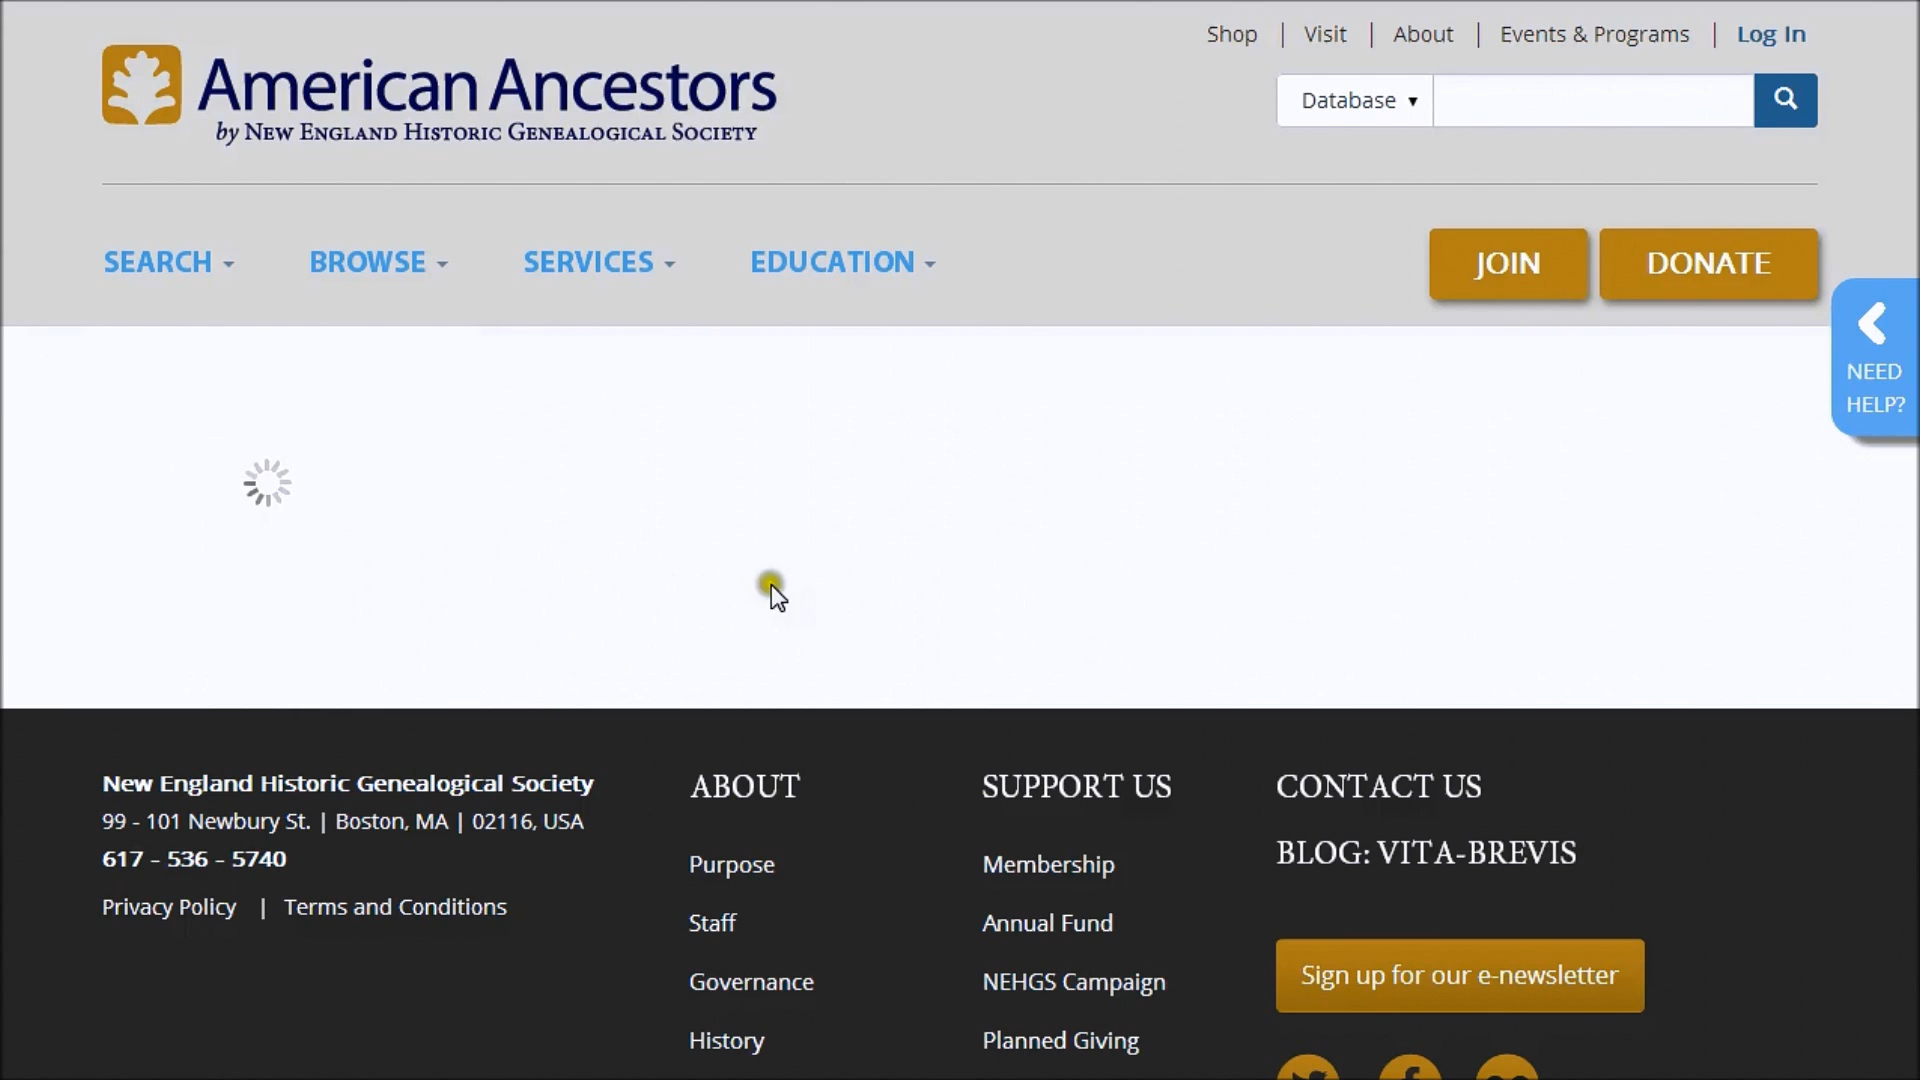 Shop | Visit | About | Events & Programs | Log In
American Ancestors
by NEW ENGLAND HISTORIC GENEALOGICAL SOCIETY
Database
SEARCH BROWSE SERVICES EDUCATION
JOIN DONATE
NEED
HELP?
New England Historic Genealogical Society
99 - 101 Newbury St. | Boston, MA | 02116, USA
617 - 536 - 5740
Privacy Policy | Terms and Conditions
ABOUT
Purpose
Staff
Governance
History
SUPPORT US
Membership
Annual Fund
NEHGS Campaign
Planned Giving
CONTACT US
BLOG: VITA-BREVIS
Sign up for our e-newsletter